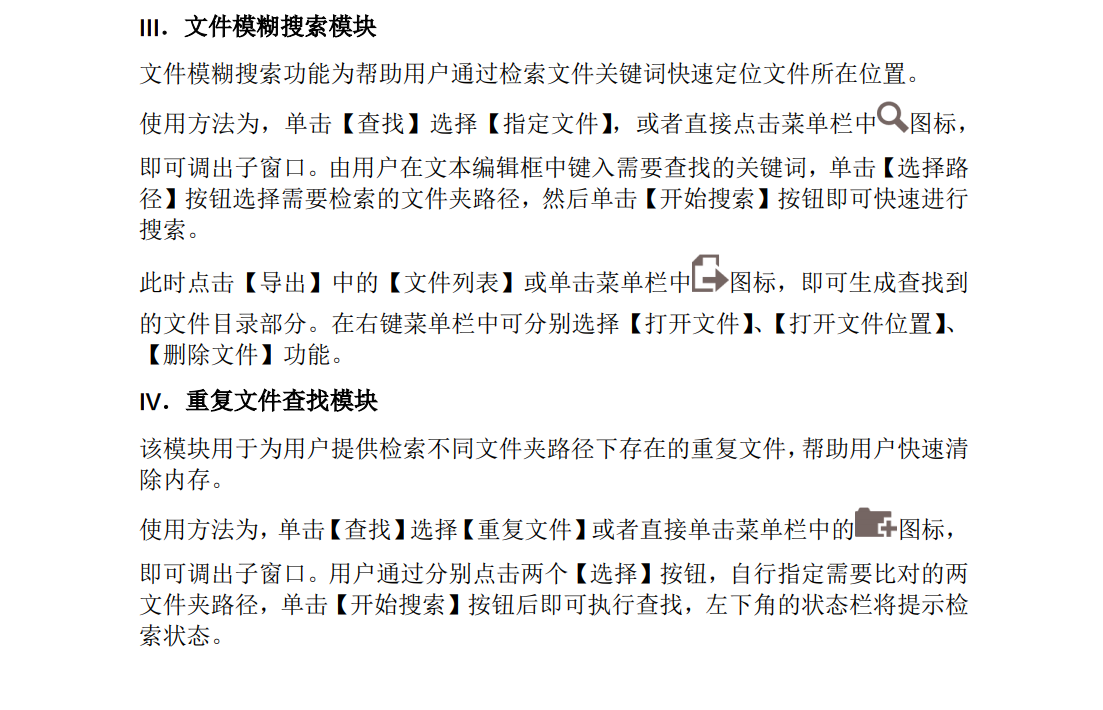 III．文件模糊搜索模块
文件模糊搜索功能为帮助用户通过检索文件关键词快速定位文件所在位置。
使用方法为，单击【查找】选择【指定文件】，或者直接点击菜单栏中图标，
即可调出子窗口。由用户在文本编辑框中键入需要查找的关键词，单击【选择路
径】按钮选择需要检索的文件夹路径，然后单击【开始搜索】按钮即可快速进行
搜索。
此时点击【导出】中的【文件列表】或单击菜单栏中图标，即可生成查找到
的文件目录部分。在右键菜单栏中可分别选择【打开文件】、【打开文件位置】、
【删除文件】功能。
IV．重复文件查找模块
该模块用于为用户提供检索不同文件夹路径下存在的重复文件，帮助用户快速清
除内存。
使用方法为，单击【查找】选择【重复文件】或者直接单击菜单栏中的图标，
即可调出子窗口。用户通过分别点击两个【选择】按钮，自行指定需要比对的两
文件夹路径，单击【开始搜索】按钮后即可执行查找，左下角的状态栏将提示检
索状态。